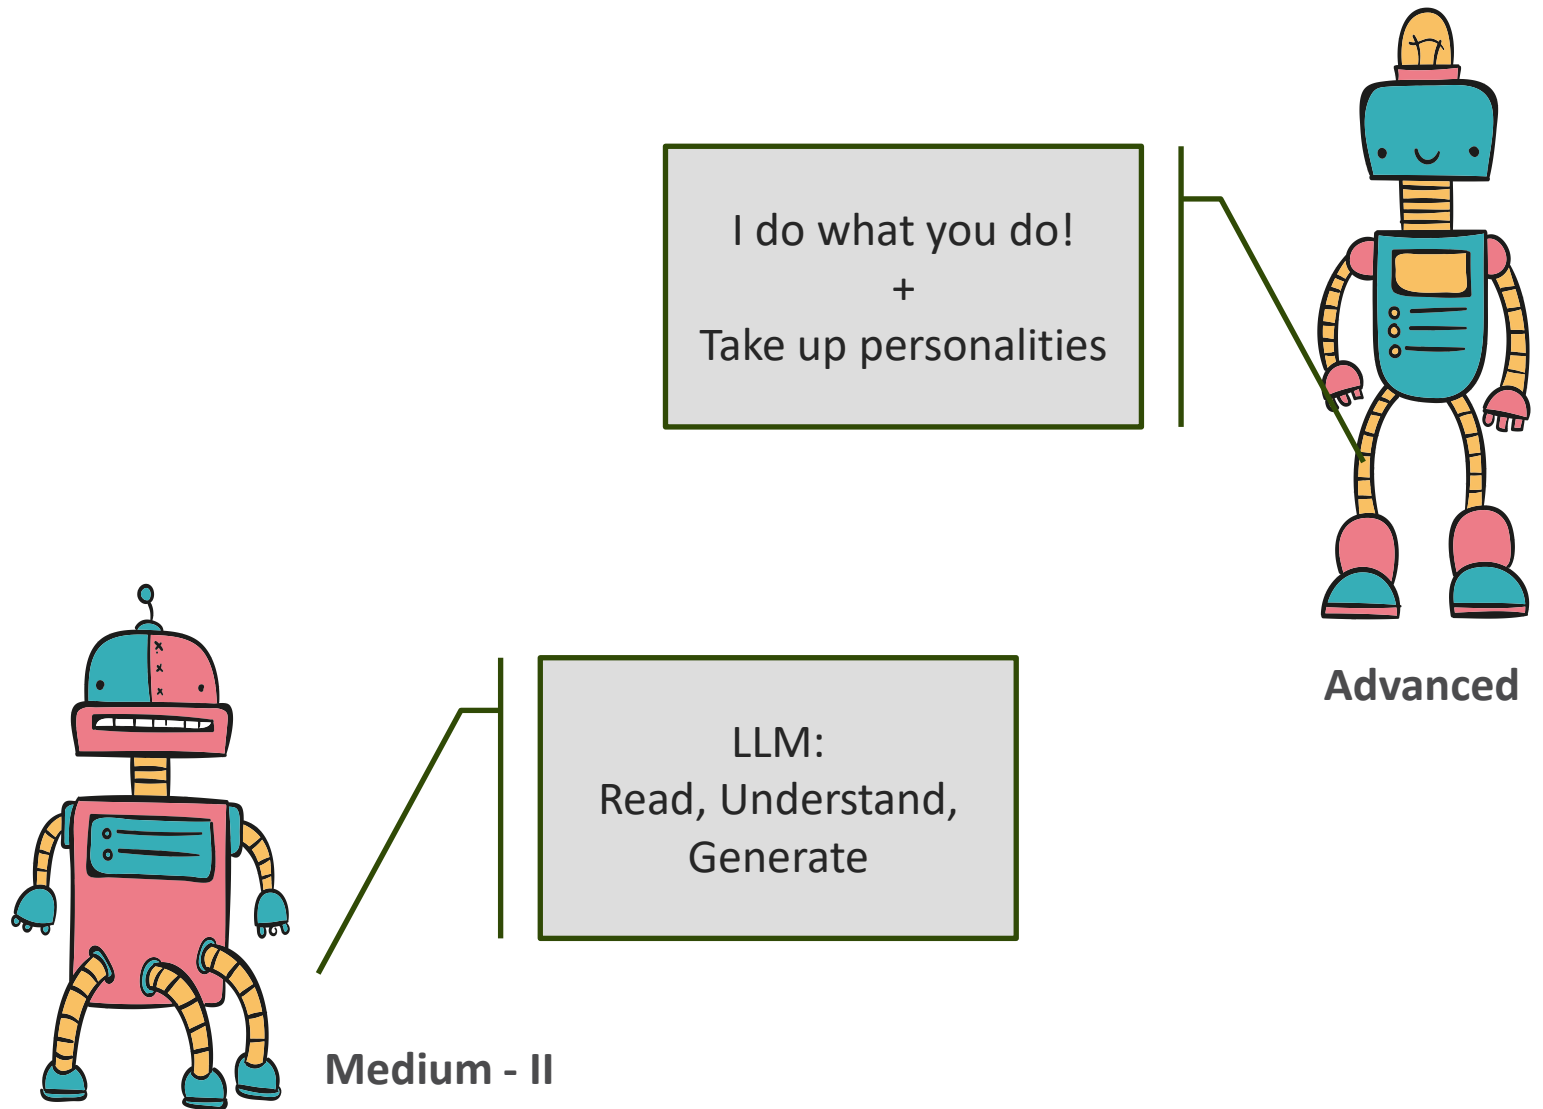 I do what you do!
+
Take up personalities
Advanced
LLM:
Read, Understand,
Generate
Medium - II